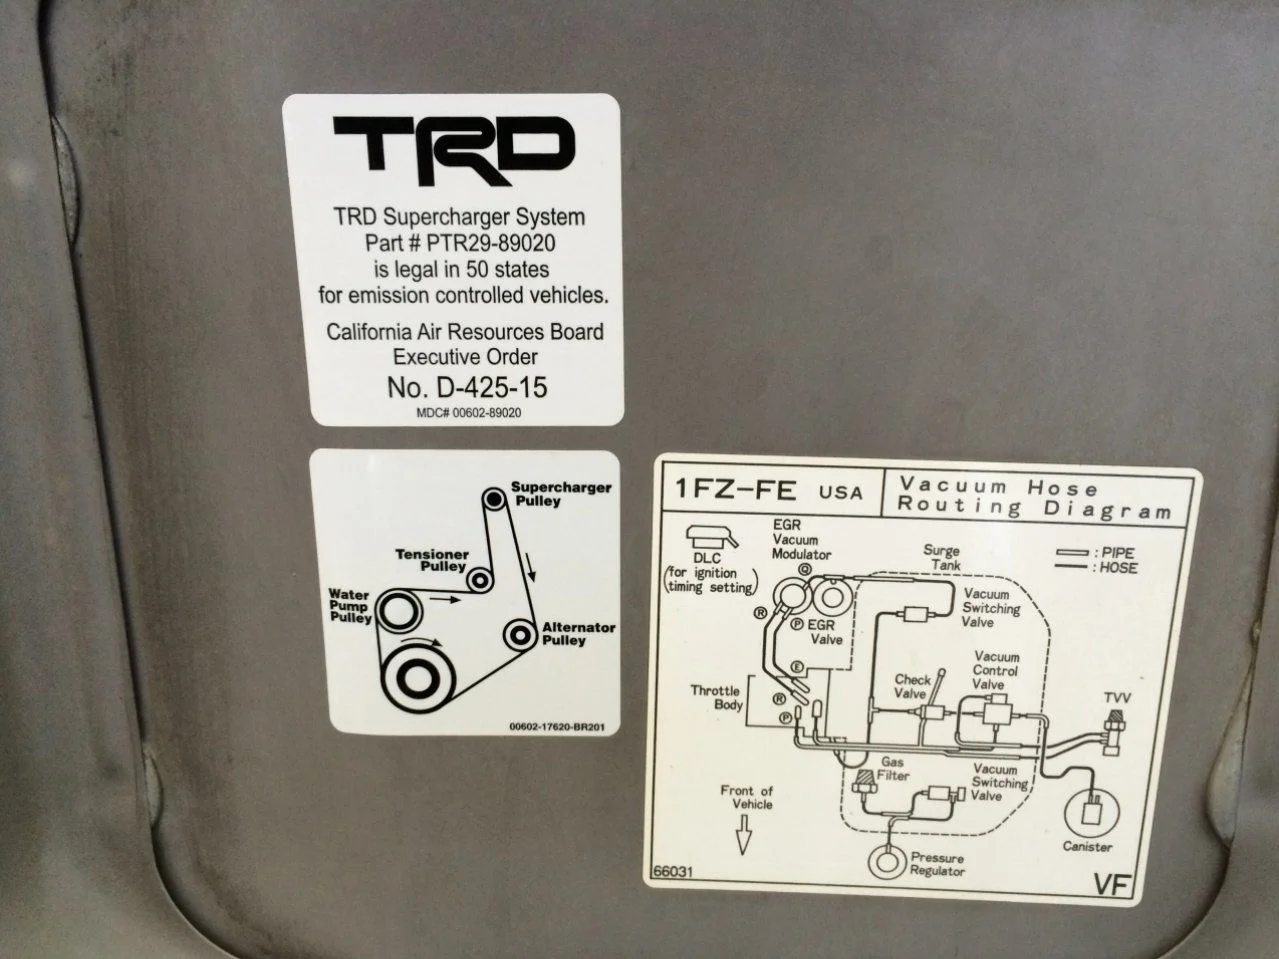 TRD
TRD Supercharger System
Part # PTR29-89020
is legal in 50 states
for emission controlled vehicles.
California Air Resources Board
Executive Order
No. D-425-15
MDC# 00602-89020
Supercharger
Pulley
Tensioner
Pulley
Water
Pump
Pulley
Alternator
Pulley
00602-17620-BR201
1FZ-FE USA
Vacuum Hose
Routing Diagram
DLC
(for ignition
timing setting)
EGR
Vacuum
Modulator
Q
R
P
EGR
Valve
E
R
P
Throttle
Body
Surge
Tank
: PIPE
: HOSE
Vacuum
Switching
Valve
Check
Valve
Vacuum
Control
Valve
TVV
Gas
Filter
Vacuum
Switching
Valve
Front of
Vehicle
Canister
Pressure
Regulator
66031
VF